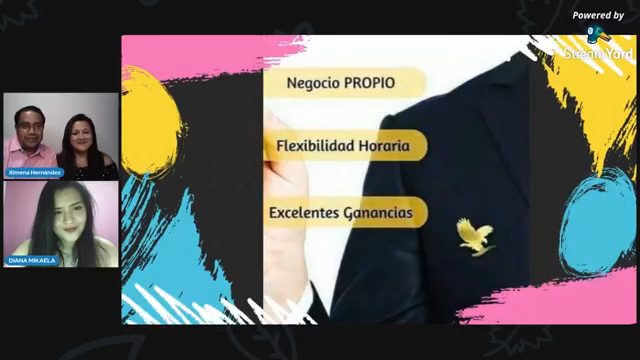 Powered by
StreamYard
Negocio PROPIO
Flexibilidad Horaria
Excelentes Ganancias
Ximena Hernández
DIANA MIKAELA